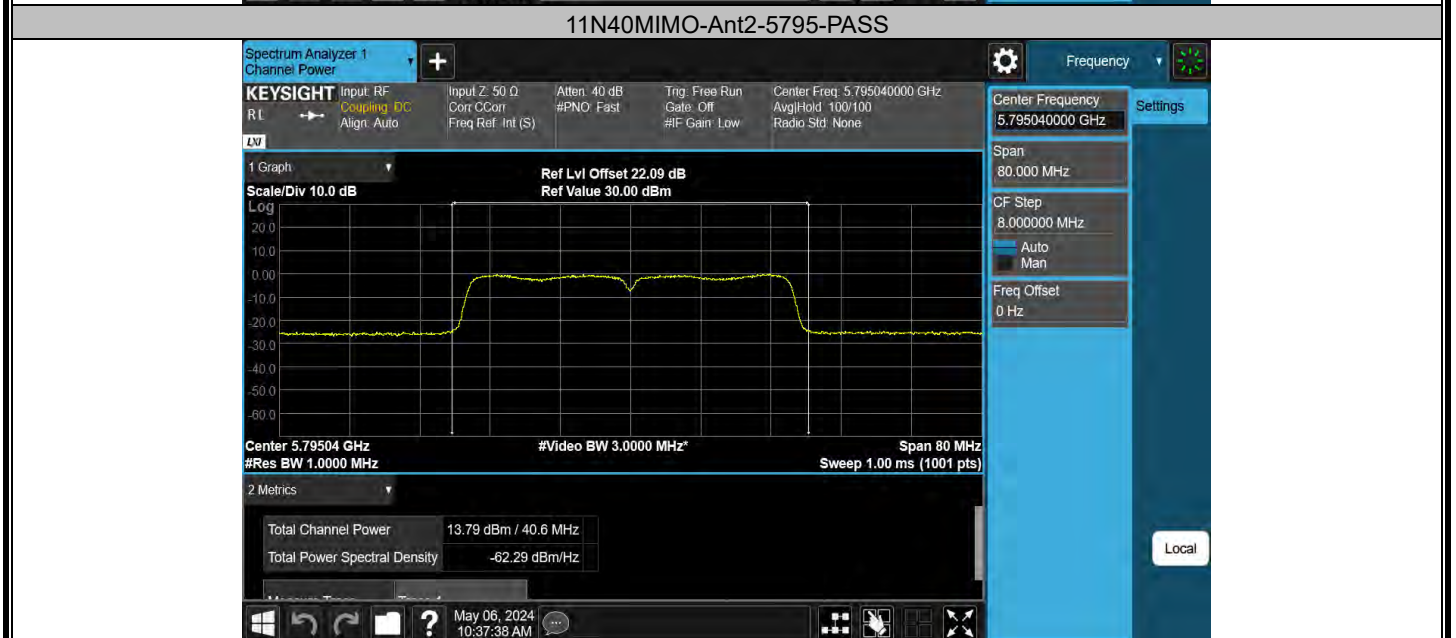 11N40MIMO-Ant2-5795-PASS
Spectrum Analyzer 1
Channel Power
+
Frequency
KEYSIGHT Input: RF
Coupling: DC
Align: Auto
RL
LXI
Input Z: 50 Ω
Corr CCorr
Freq Ref: Int (S)
Atten: 40 dB
#PNO: Fast
Trig: Free Run
Gate: Off
#IF Gain: Low
Center Freq: 5.795040000 GHz
Avg|Hold: 100/100
Radio Std: None
Center Frequency
5.795040000 GHz
Settings
Span
80.000 MHz
CF Step
8.000000 MHz
Auto
Man
Freq Offset
0 Hz
1 Graph
Scale/Div 10.0 dB
Ref Lvl Offset 22.09 dB
Ref Value 30.00 dBm
Log
20.0
10.0
0.00
-10.0
-20.0
-30.0
-40.0
-50.0
-60.0
Center 5.79504 GHz
#Video BW 3.0000 MHz*
Span 80 MHz
#Res BW 1.0000 MHz
Sweep 1.00 ms (1001 pts)
2 Metrics
Total Channel Power 13.79 dBm / 40.6 MHz
Total Power Spectral Density -62.29 dBm/Hz
Local
?
May 06, 2024
10:37:38 AM